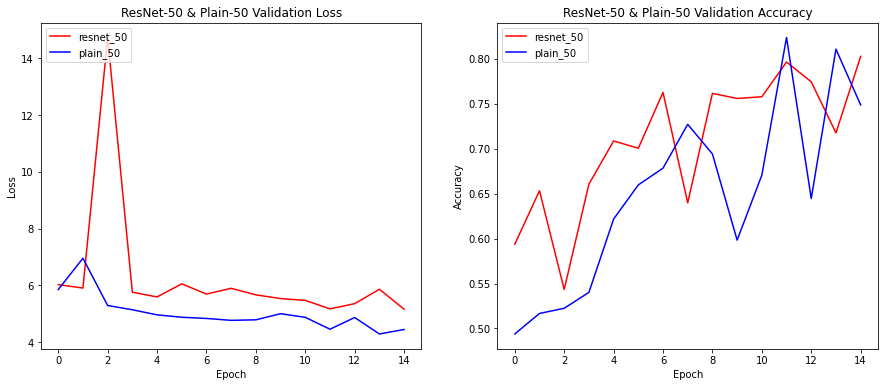 ResNet-50 & Plain-50 Validation Loss
resnet_50
plain_50
14
12
10
8
6
4
Loss
0 2 4 6 8 10 12 14
Epoch
ResNet-50 & Plain-50 Validation Accuracy
resnet_50
plain_50
0.80
0.75
0.70
0.65
0.60
0.55
0.50
Accuracy
0 2 4 6 8 10 12 14
Epoch